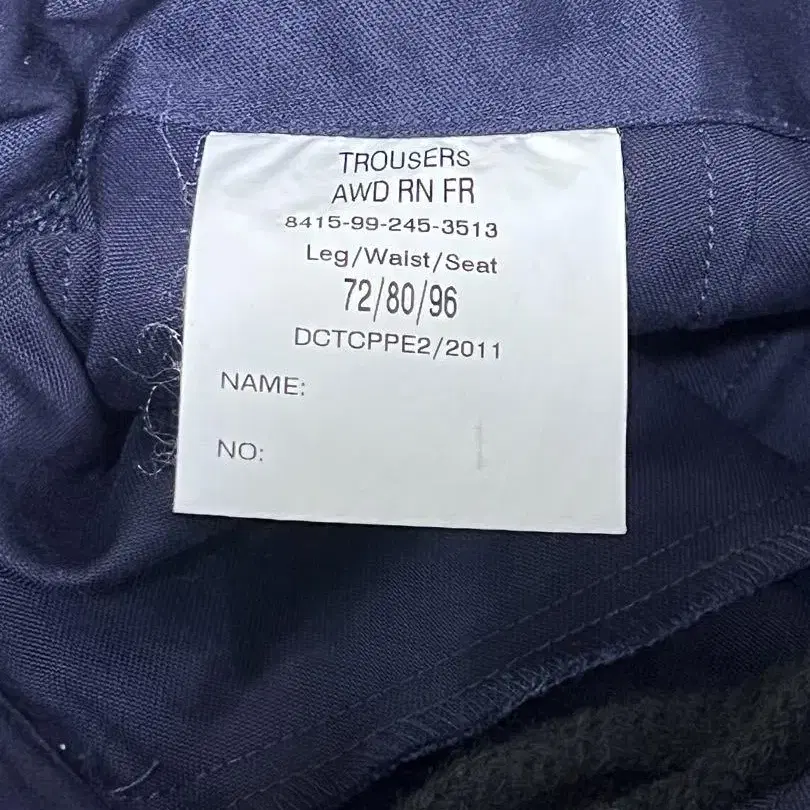 TROUSERS
AWD RN FR
8415-99-245-3513
Leg/Waist/Seat
72/80/96
DCTCPPE2/2011
NAME:
NO: